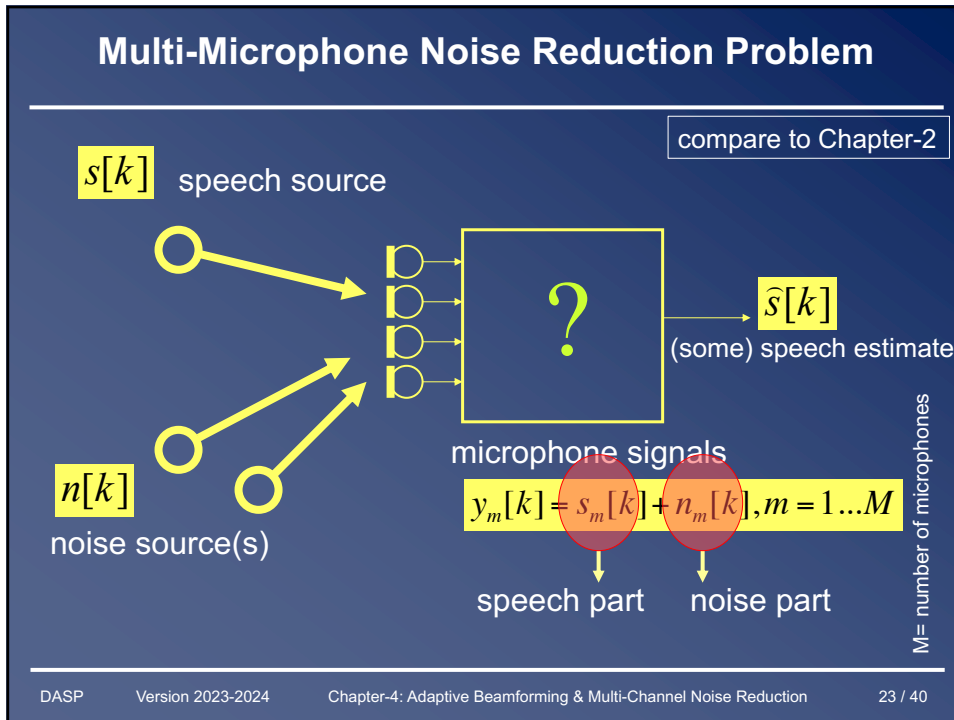 Multi-Microphone Noise Reduction Problem
compare to Chapter-2
s[k] speech source
?
ŝ[k]
(some) speech estimate
n[k]
noise source(s)
microphone signals
y_m[k]= s_m[k]+ n_m[k], m = 1...M
speech part noise part
M= number of microphones
DASP Version 2023-2024 Chapter-4: Adaptive Beamforming & Multi-Channel Noise Reduction 23 / 40